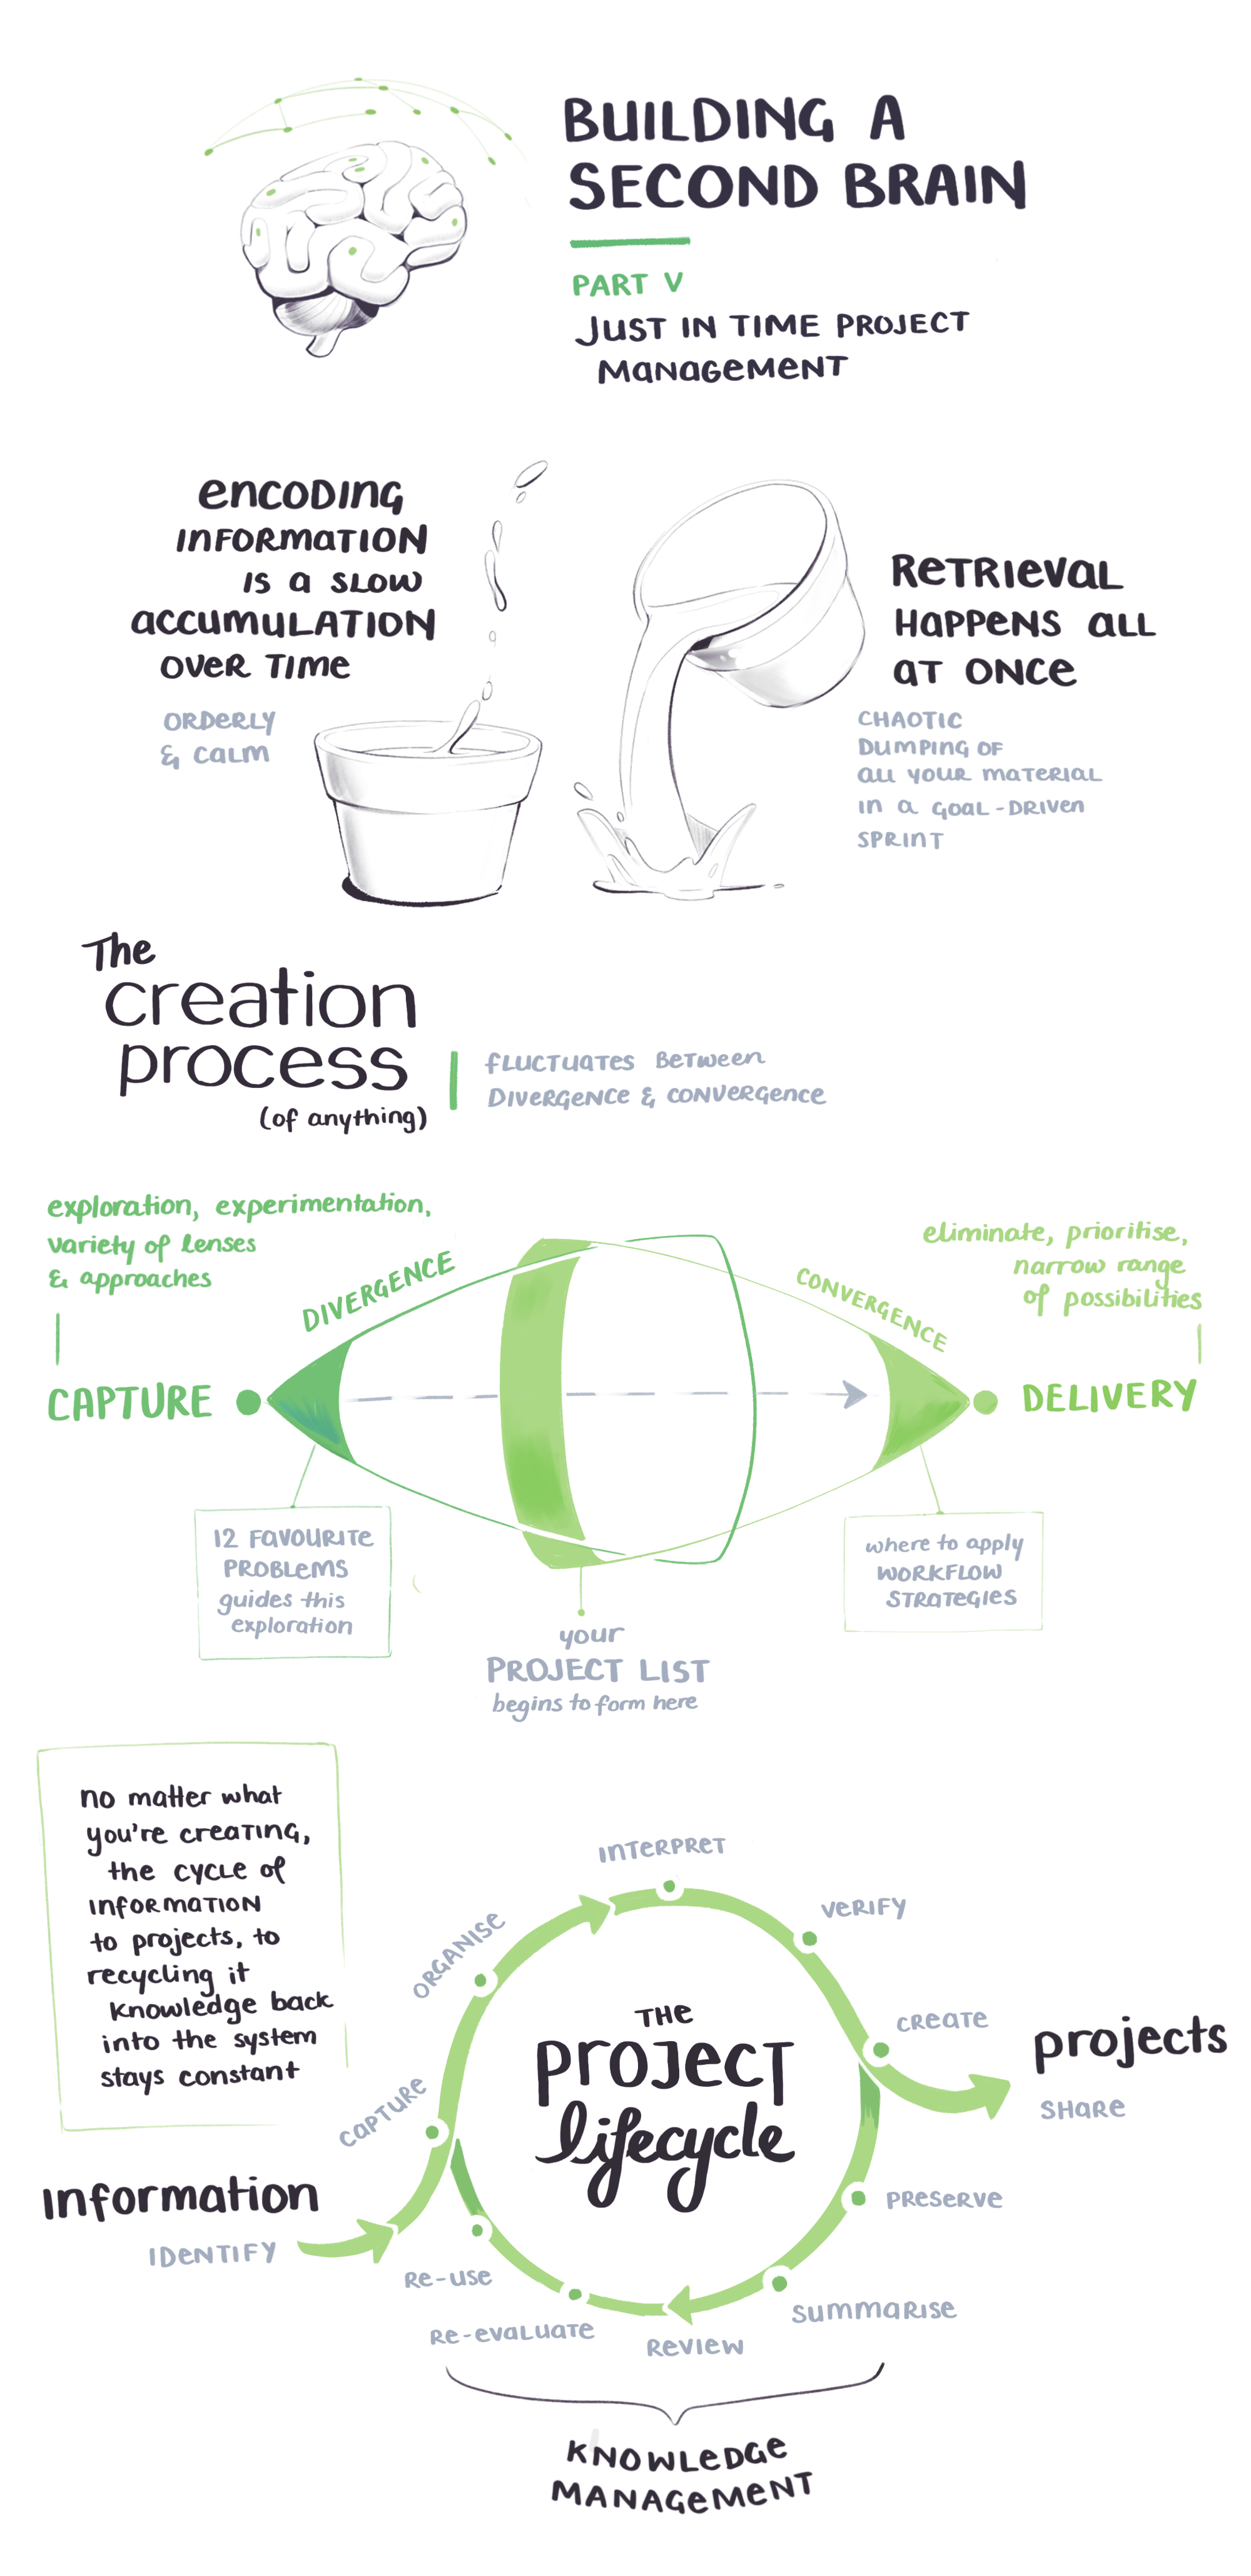 BUILDING A
SECOND BRAIN
PART V
JUST IN TIME PROJECT
MANAGEMENT
ENCODING
INFORMATION
IS A SLOW
ACCUMULATION
OVER TIME
ORDERLY
& CALM
RETRIEVAL
HAPPENS ALL
AT ONCE
CHAOTIC
DUMPING OF
ALL YOUR MATERIAL
IN A GOAL-DRIVEN
SPRINT
The
creation
process
(of anything)
FLUCTUATES BETWEEN
DIVERGENCE & CONVERGENCE
exploration, experimentation,
variety of lenses
& approaches
DIVERGENCE
CONVERGENCE
eliminate, prioritise,
narrow range
of possibilities
CAPTURE
DELIVERY
12 FAVOURITE
PROBLEMS
guides this
exploration
your
PROJECT LIST
begins to form here
where to apply
WORKFLOW
STRATEGIES
no matter what
you're creating,
the cycle of
information
to projects, to
recycling it
knowledge back
into the system
stays constant
INTERPRET
VERIFY
ORGANISE
CREATE
CAPTURE
THE
PROJECT
lifecycle
projects
SHARE
Information
IDENTIFY
PRESERVE
RE-USE
SUMMARISE
RE-EVALUATE
REVIEW
KNOWLEDGE
MANAGEMENT